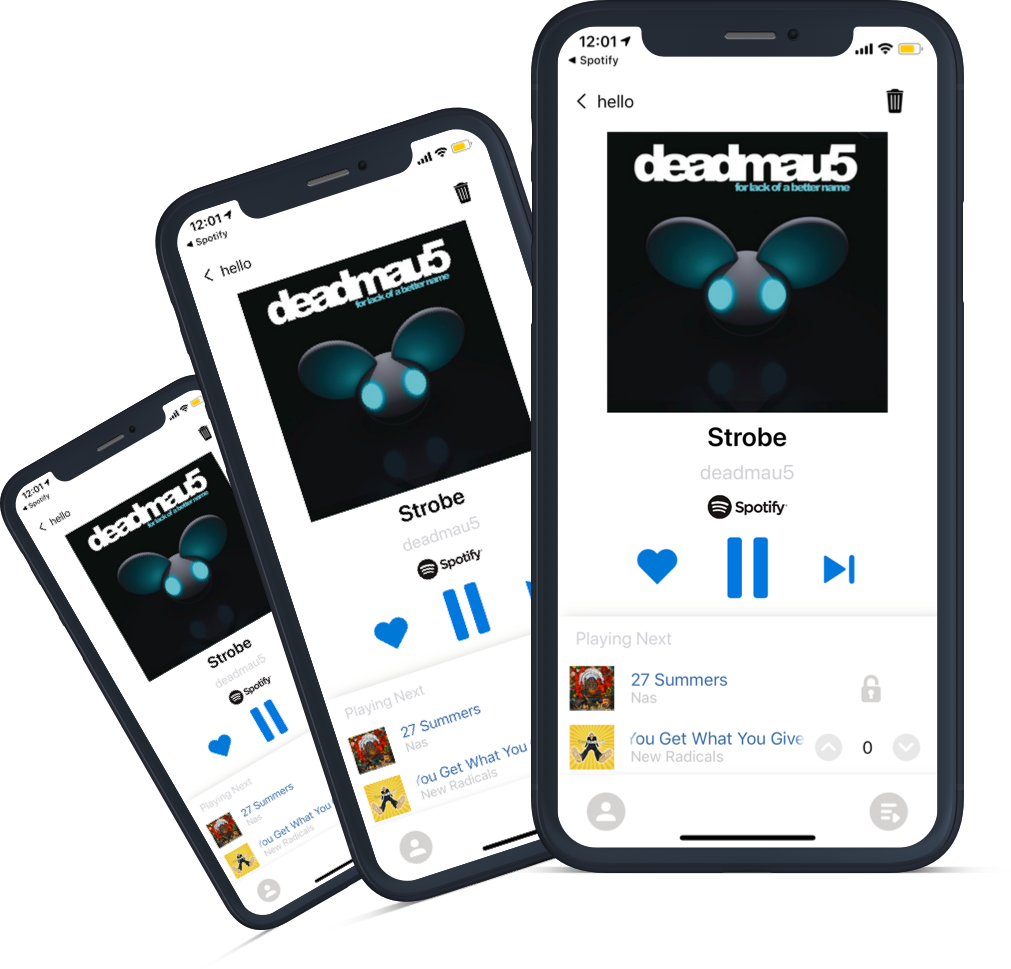 12:01
Spotify
hello
deadmau5
for lack of a better name
Strobe
deadmau5
Spotify
Playing Next
27 Summers
Nas
You Get What You
New Radicals
12:01
Spotify
hello
deadmau5
for lack of a better name
Strobe
deadmau5
Spotify
Playing Next
27 Summers
Nas
You Get What You
New Radicals
12:01
Spotify
hello
deadmau5
for lack of a better name
Strobe
deadmau5
Spotify
Playing Next
27 Summers
Nas
You Get What You Give
New Radicals
0